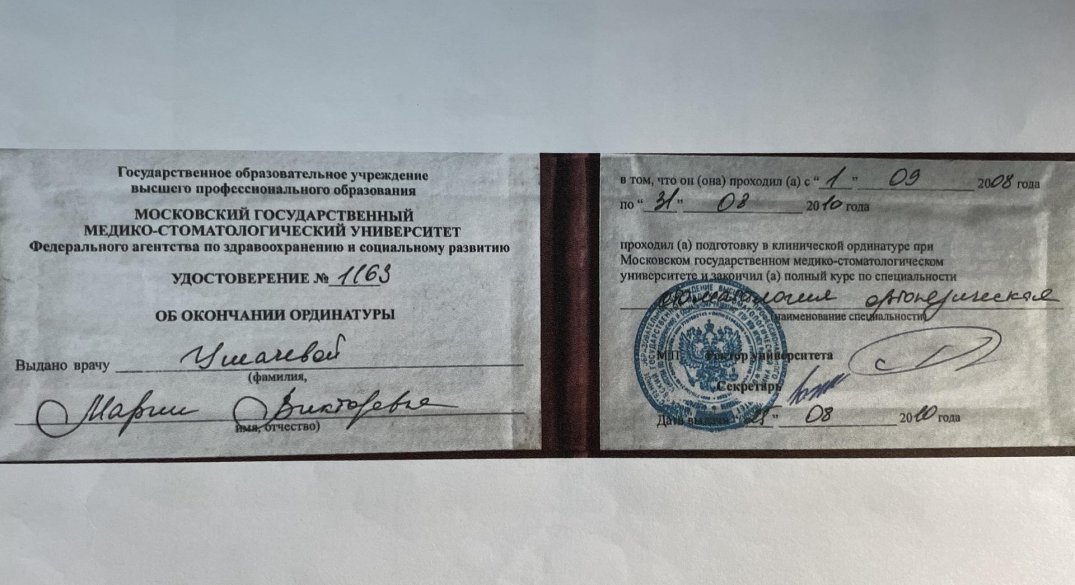 Государственное образовательное учреждение
высшего профессионального образования
МОСКОВСКИЙ ГОСУДАРСТВЕННЫЙ
МЕДИКО-СТОМАТОЛОГИЧЕСКИЙ УНИВЕРСИТЕТ
Федерального агентства по здравоохранению и социальному развитию
УДОСТОВЕРЕНИЕ № 1163
ОБ ОКОНЧАНИИ ОРДИНАТУРЫ
Выдано врачу
(фамилия,
Марии Викторовне
имя, отчество)
в том, что он (она) проходил (а) с “ 1 ” 09 2008 года
по “ 31 ” 08 2010 года
проходил (а) подготовку в клинической ординатуре при
Московском государственном медико-стоматологическом
университете и закончил (а) полный курс по специальности
стоматология ортопедическая
(наименование специальности)
М.П. Ректор университета
Секретарь
Дата выдачи “ ” 08 2010 года